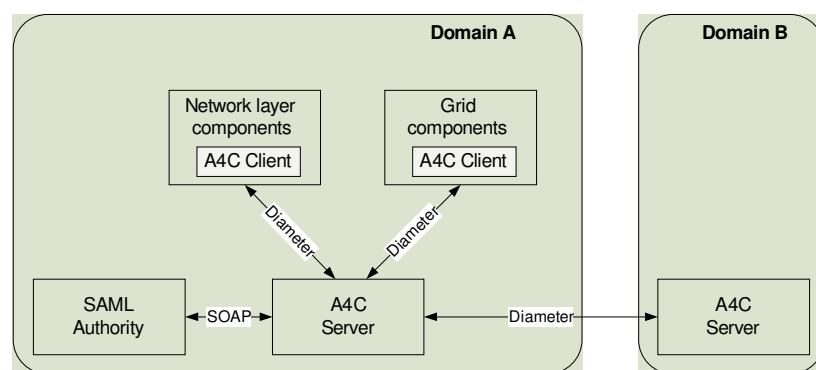 Domain A
Domain B
Network layer
components
A4C Client
Grid
components
A4C Client
Diameter
Diameter
SAML
Authority
SOAP
A4C
Server
Diameter
A4C
Server